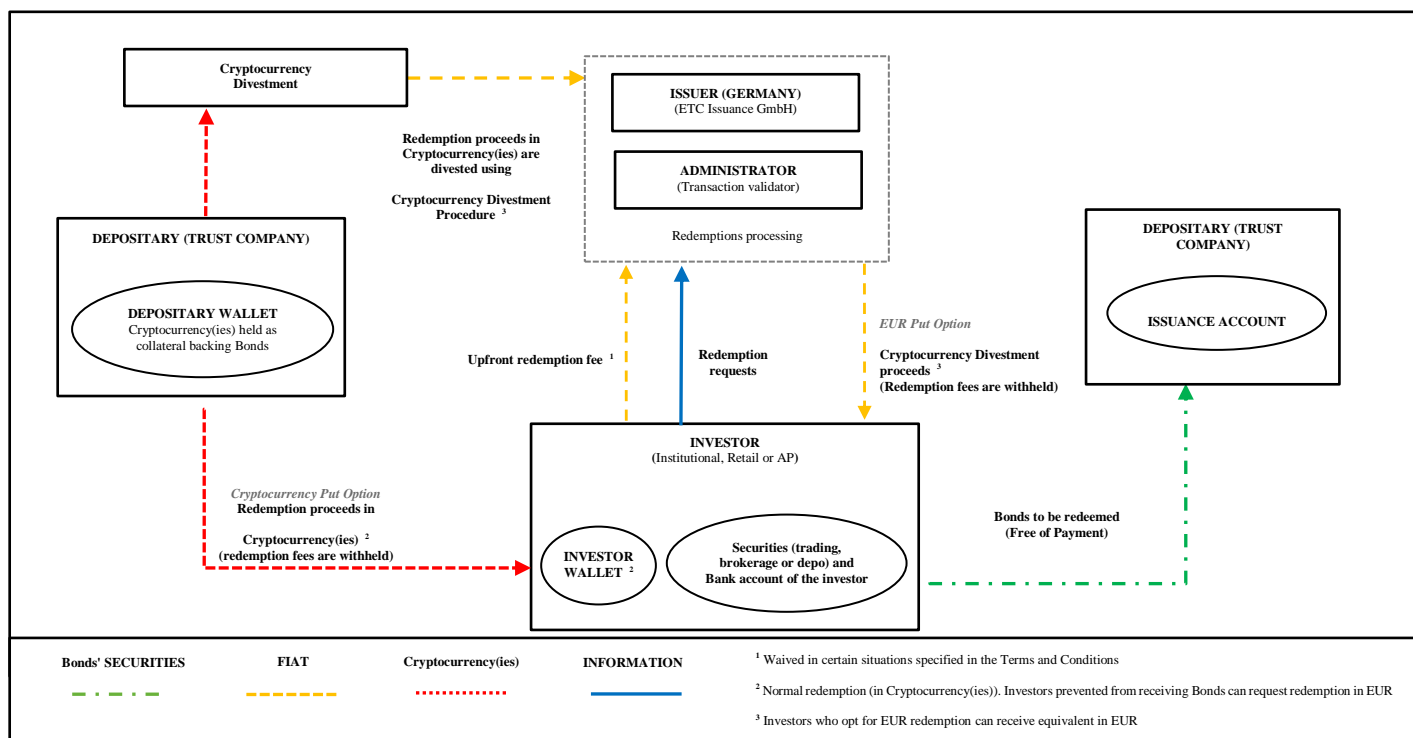 Cryptocurrency
Divestment
ISSUER (GERMANY)
(ETC Issuance GmbH)
ADMINISTRATOR
(Transaction validator)
Redemptions processing
Redemption proceeds in
Cryptocurrency(ies) are
divested using
Cryptocurrency Divestment
Procedure 3
DEPOSITARY (TRUST COMPANY)
DEPOSITARY WALLET
Cryptocurrency(ies) held as
collateral backing Bonds
DEPOSITARY (TRUST
COMPANY)
ISSUANCE ACCOUNT
Upfront redemption fee 1
Redemption
requests
EUR Put Option
Cryptocurrency Divestment
proceeds 3
(Redemption fees are withheld)
INVESTOR
(Institutional, Retail or AP)
Cryptocurrency Put Option
Redemption proceeds in
Cryptocurrency(ies) 2
(redemption fees are withheld)
INVESTOR
WALLET 2
Securities (trading,
brokerage or depo) and
Bank account of the investor
Bonds to be redeemed
(Free of Payment)
Bonds' SECURITIES
FIAT
Cryptocurrency(ies)
INFORMATION
1 Waived in certain situations specified in the Terms and Conditions
2 Normal redemption (in Cryptocurrency(ies)). Investors prevented from receiving Bonds can request redemption in EUR
3 Investors who opt for EUR redemption can receive equivalent in EUR